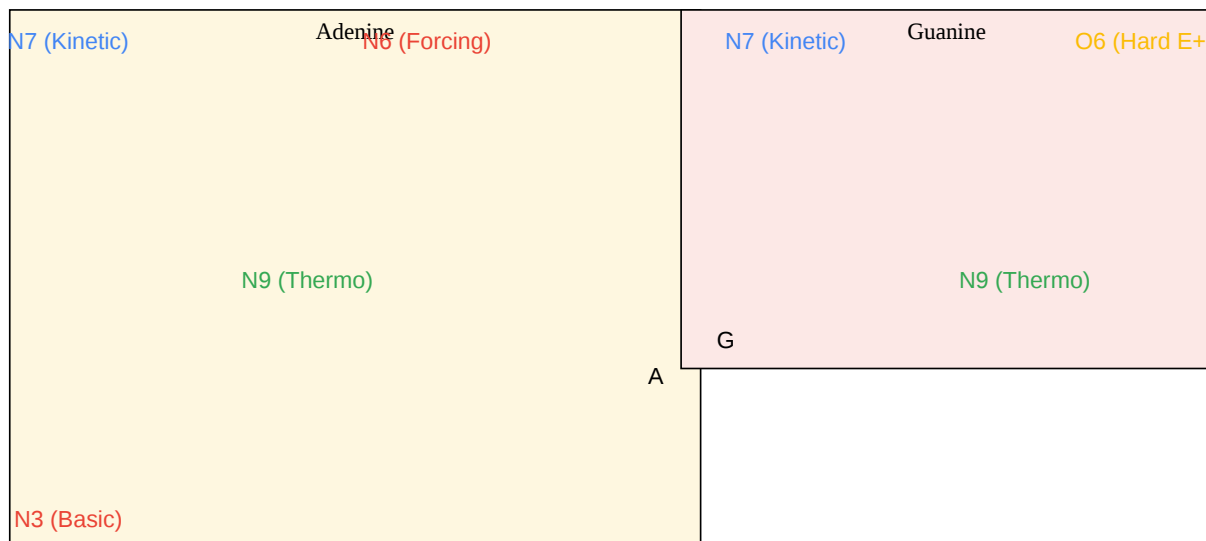 Adenine
N7 (Kinetic)
N6 (Forcing)
N9 (Thermo)
A
N3 (Basic)
Guanine
N7 (Kinetic)
O6 (Hard E+
N9 (Thermo)
G